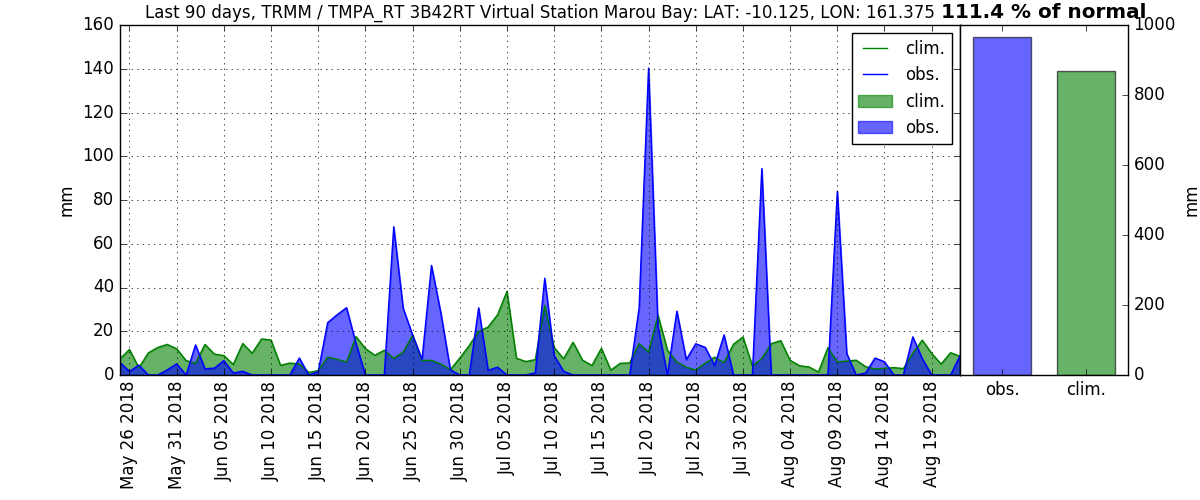 Last 90 days, TRMM / TMPA_RT 3B42RT Virtual Station Marou Bay: LAT: -10.125, LON: 161.375 111.4 % of normal
160
140
120
100
80
60
40
20
0
mm
clim.
obs.
clim.
obs.
1000
800
600
400
200
0
mm
obs. clim.
May 26 2018
May 31 2018
Jun 05 2018
Jun 10 2018
Jun 15 2018
Jun 20 2018
Jun 25 2018
Jun 30 2018
Jul 05 2018
Jul 10 2018
Jul 15 2018
Jul 20 2018
Jul 25 2018
Jul 30 2018
Aug 04 2018
Aug 09 2018
Aug 14 2018
Aug 19 2018